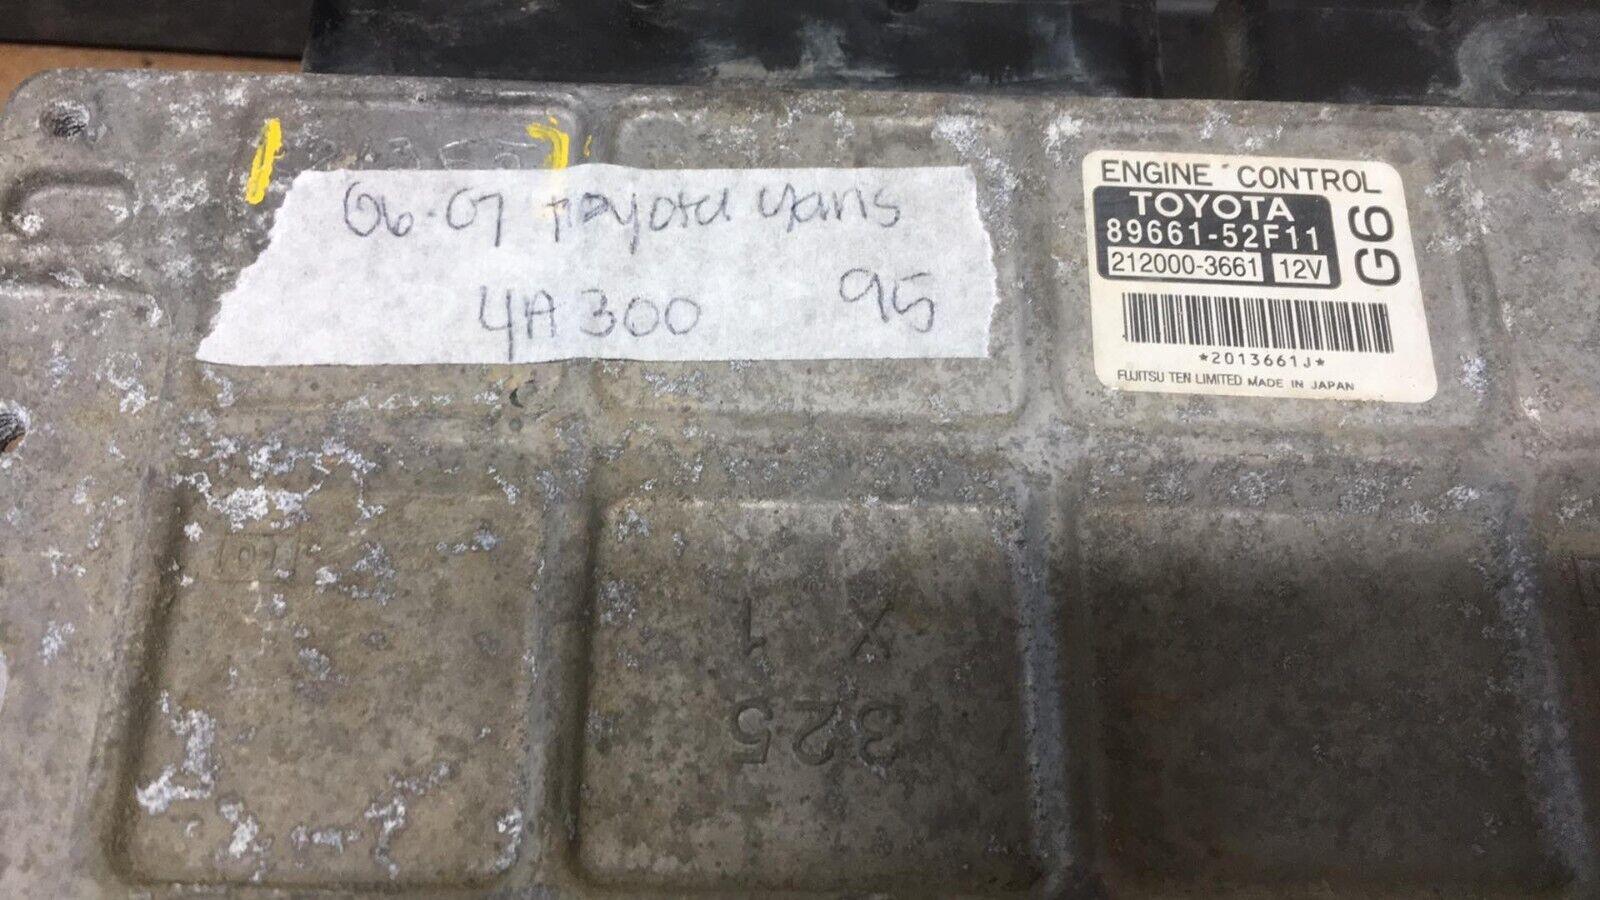 06-07 Toyota Yaris
4A300 95
ENGINE CONTROL
TOYOTA
89661-52F11
212000-3661 12V
G6
*2013661J*
FUJITSU TEN LIMITED MADE IN JAPAN
X 1
325